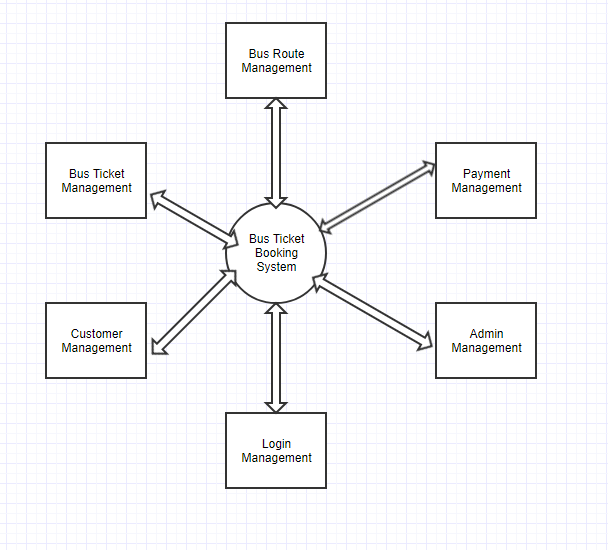 Bus Route
Management
Bus Ticket
Management
Payment
Management
Bus Ticket
Booking
System
Customer
Management
Admin
Management
Login
Management